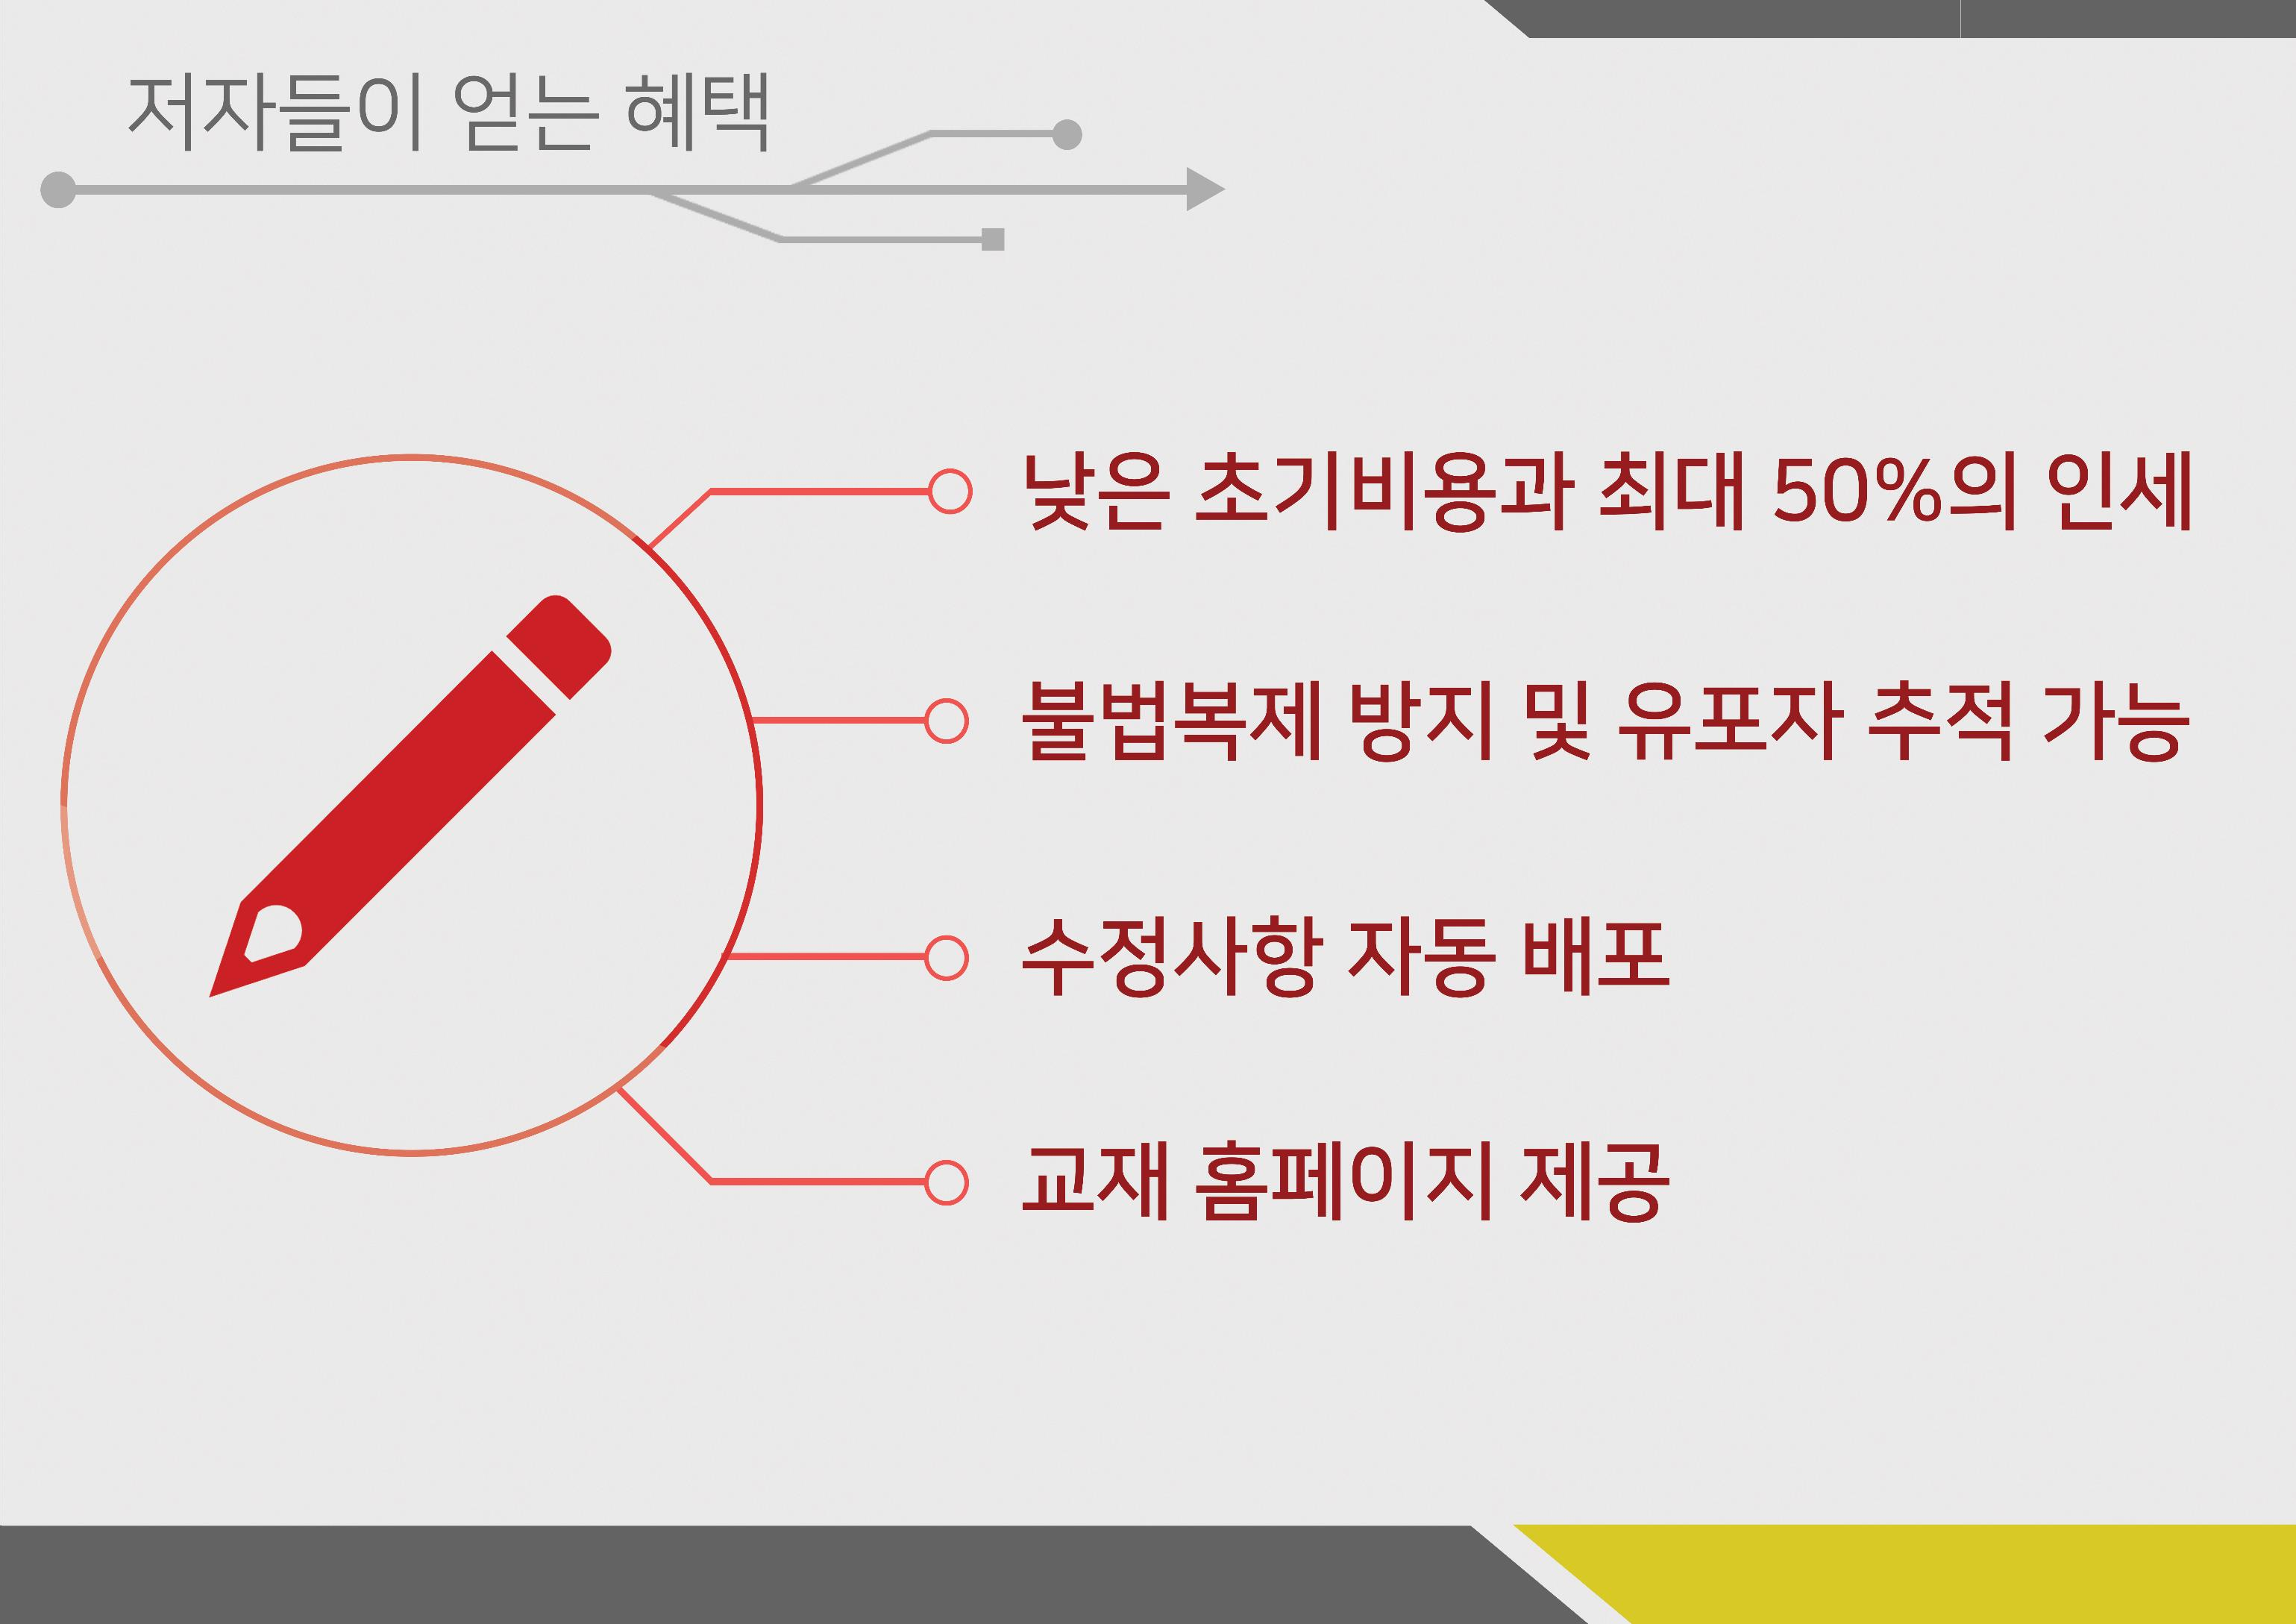 저자들이 얻는 혜택
낮은 초기비용과 최대 50%의 인세
불법복제 방지 및 유포자 추적 가능
수정사항 자동 배포
교재 홈페이지 제공